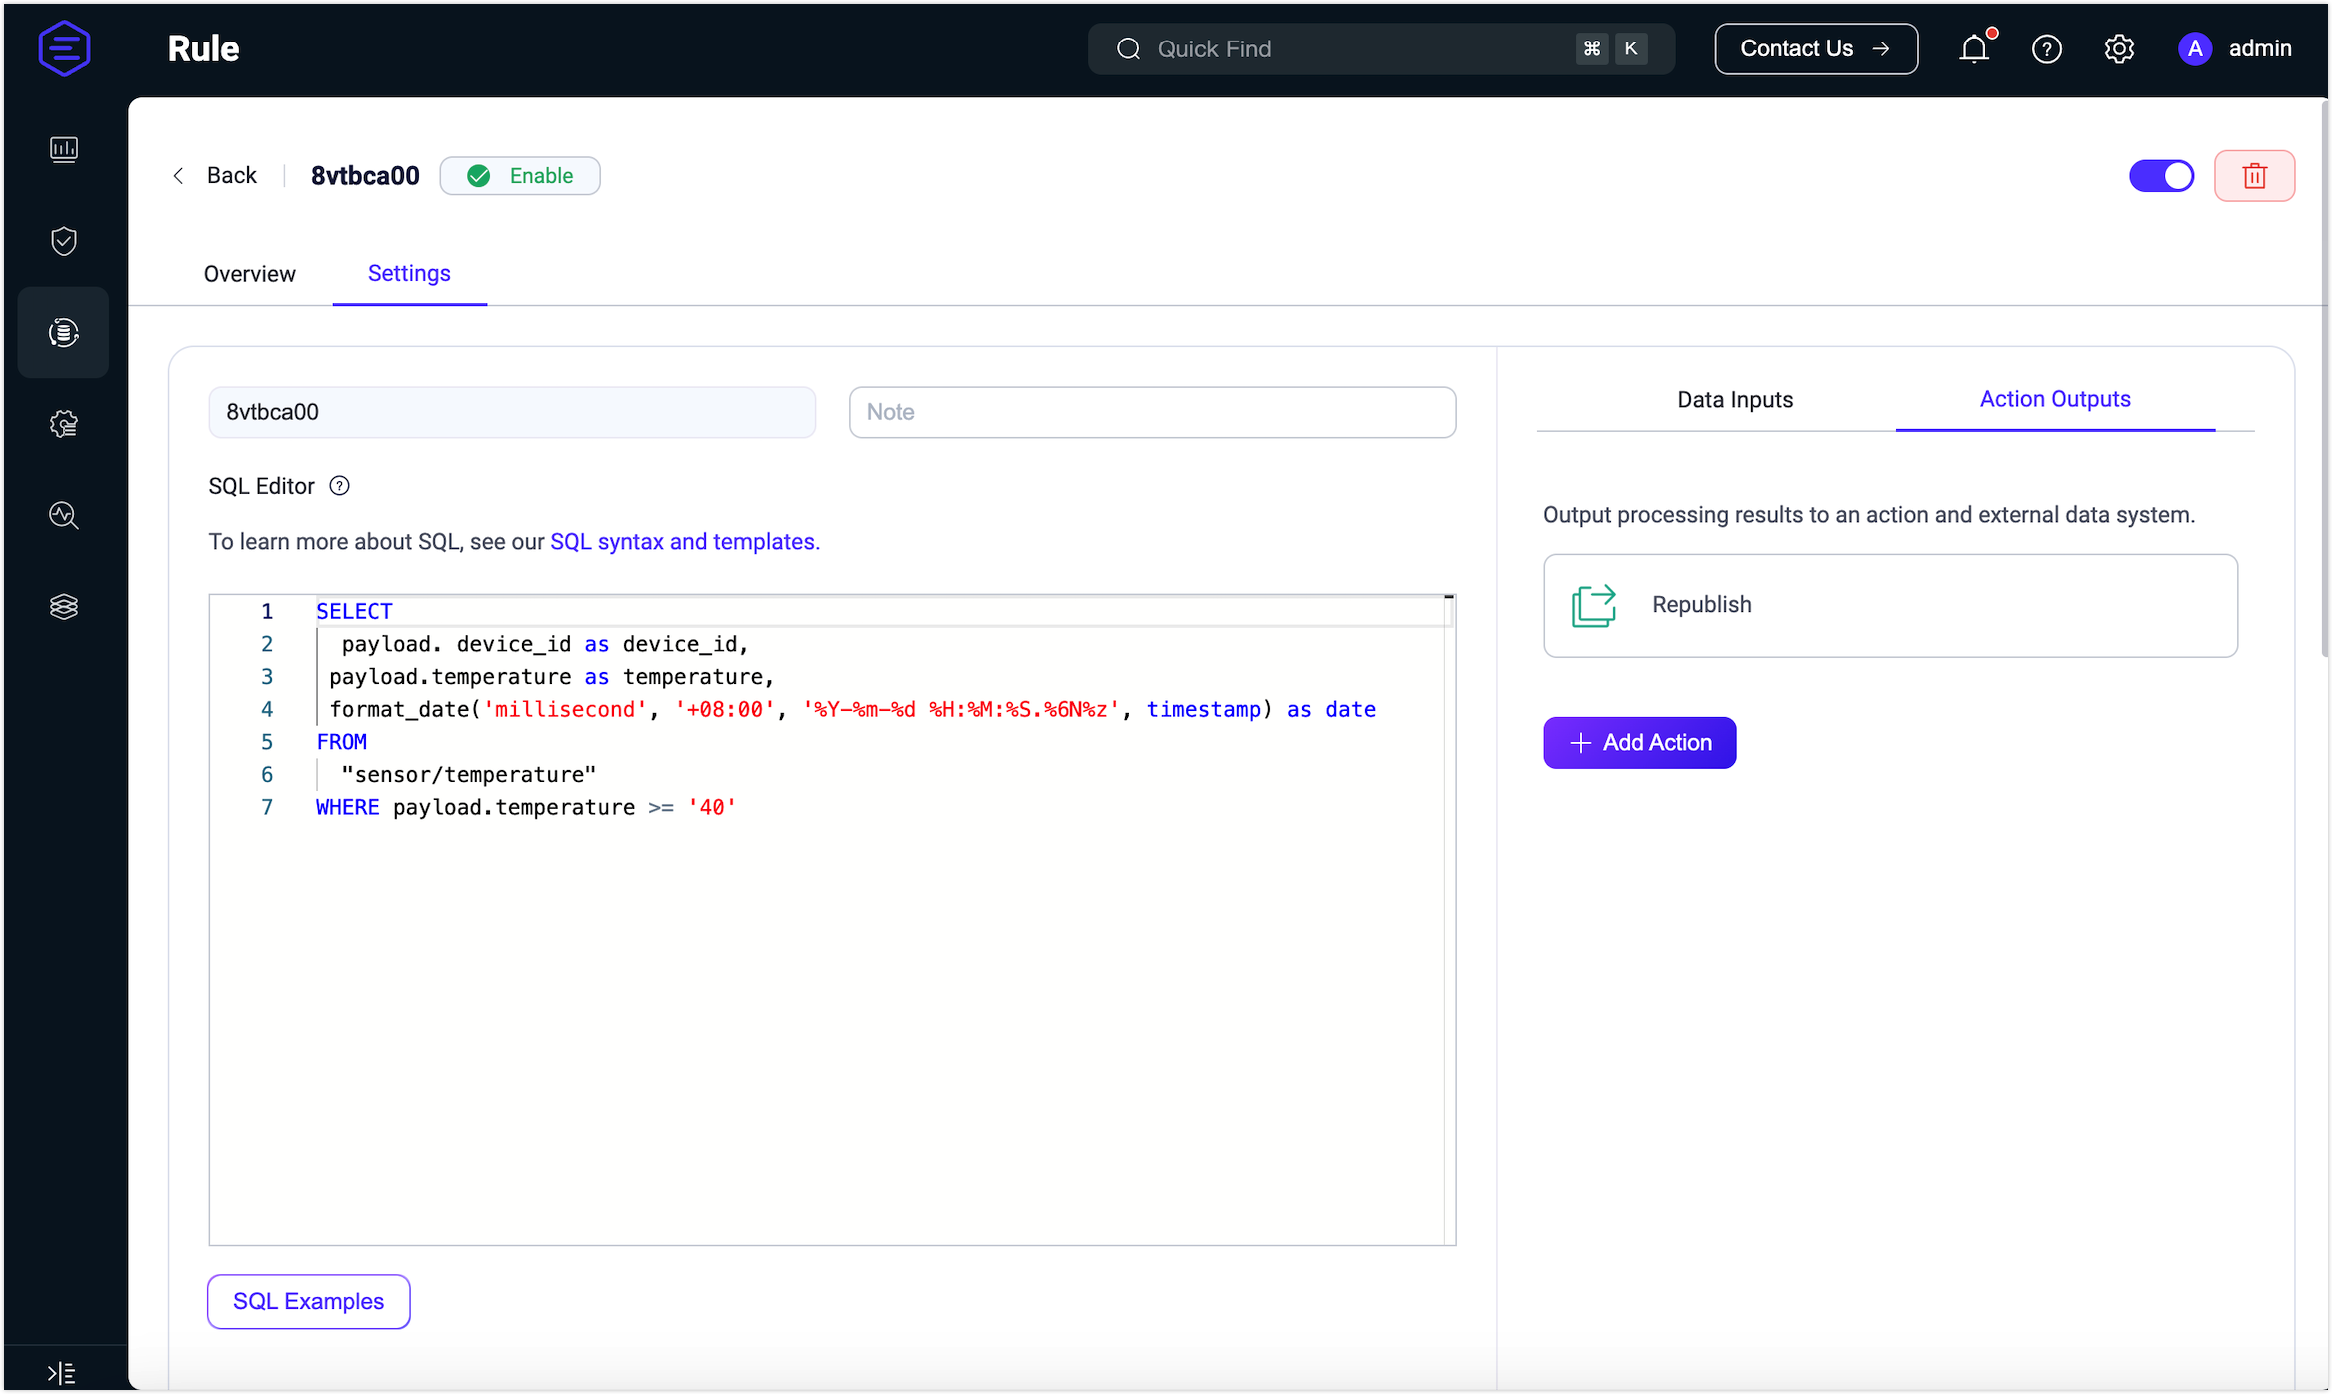 Rule
Quick Find
⌘ K
Contact Us →
A
admin
Back
8vtbca00
Enable
Overview
Settings
8vtbca00
Note
Data Inputs
Action Outputs
SQL Editor ?
To learn more about SQL, see our SQL syntax and templates.
Output processing results to an action and external data system.
Republish
+ Add Action
1 SELECT
2 payload. device_id as device_id,
3 payload.temperature as temperature,
4 format_date('millisecond', '+08:00', '%Y-%m-%d %H:%M:%S.%6N%z', timestamp) as date
5 FROM
6 "sensor/temperature"
7 WHERE payload.temperature >= '40'
SQL Examples